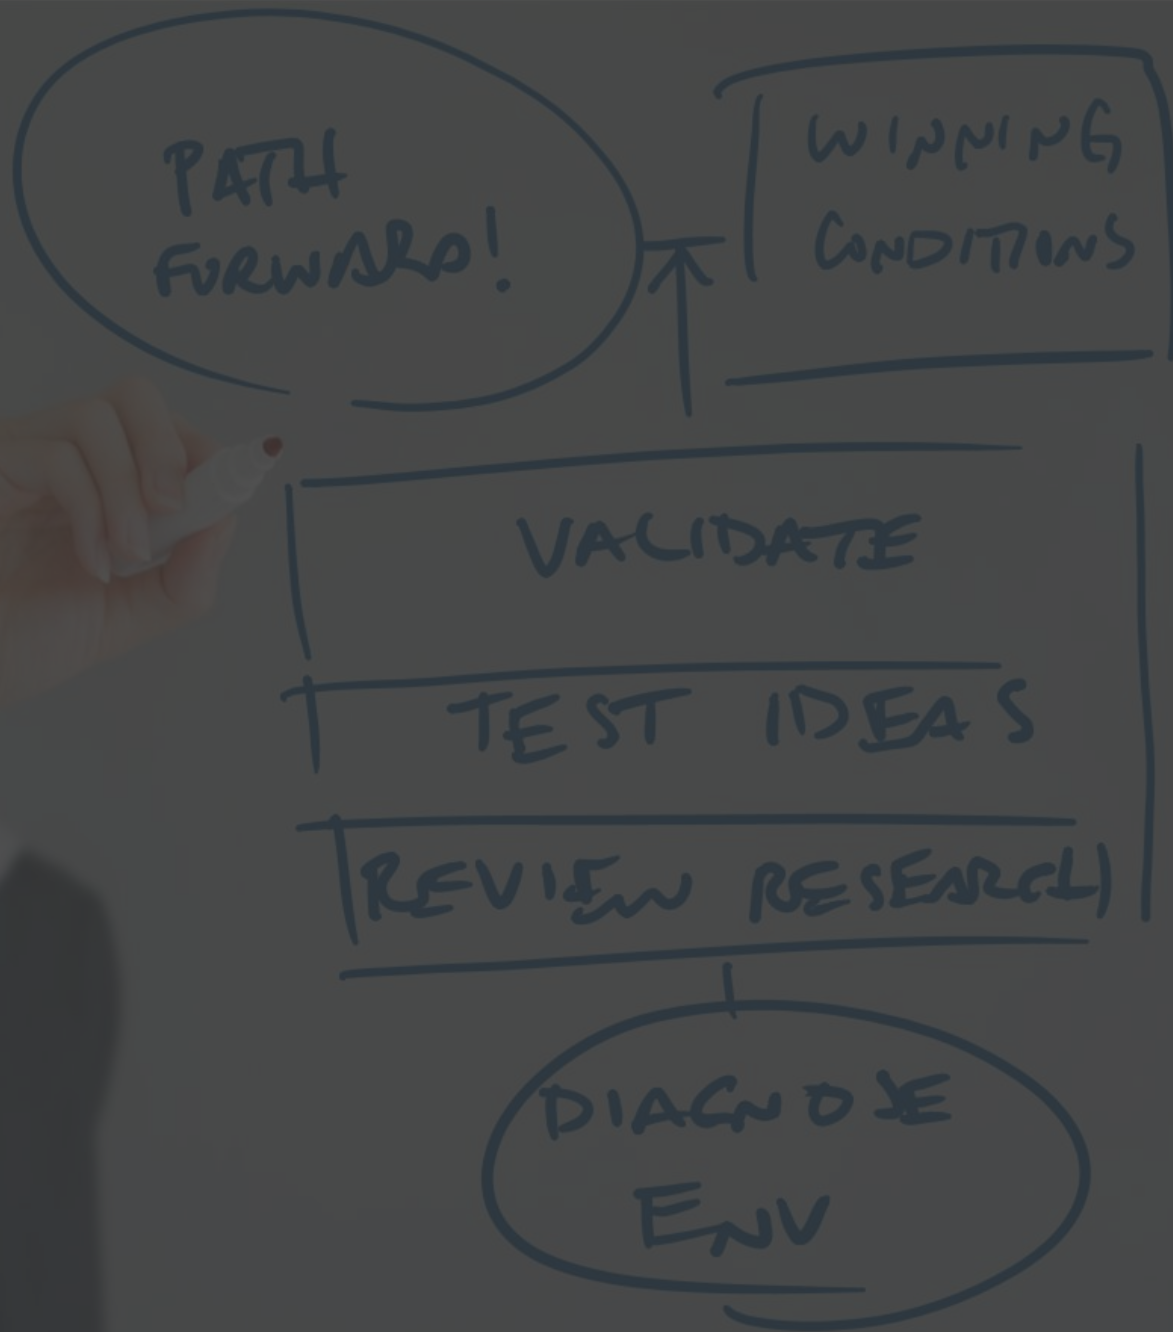 PATH
FORWARD!
WINNING
CONDITIONS
VALIDATE
TEST IDEAS
REVIEW RESEARCH
DIAGNOSE
ENV